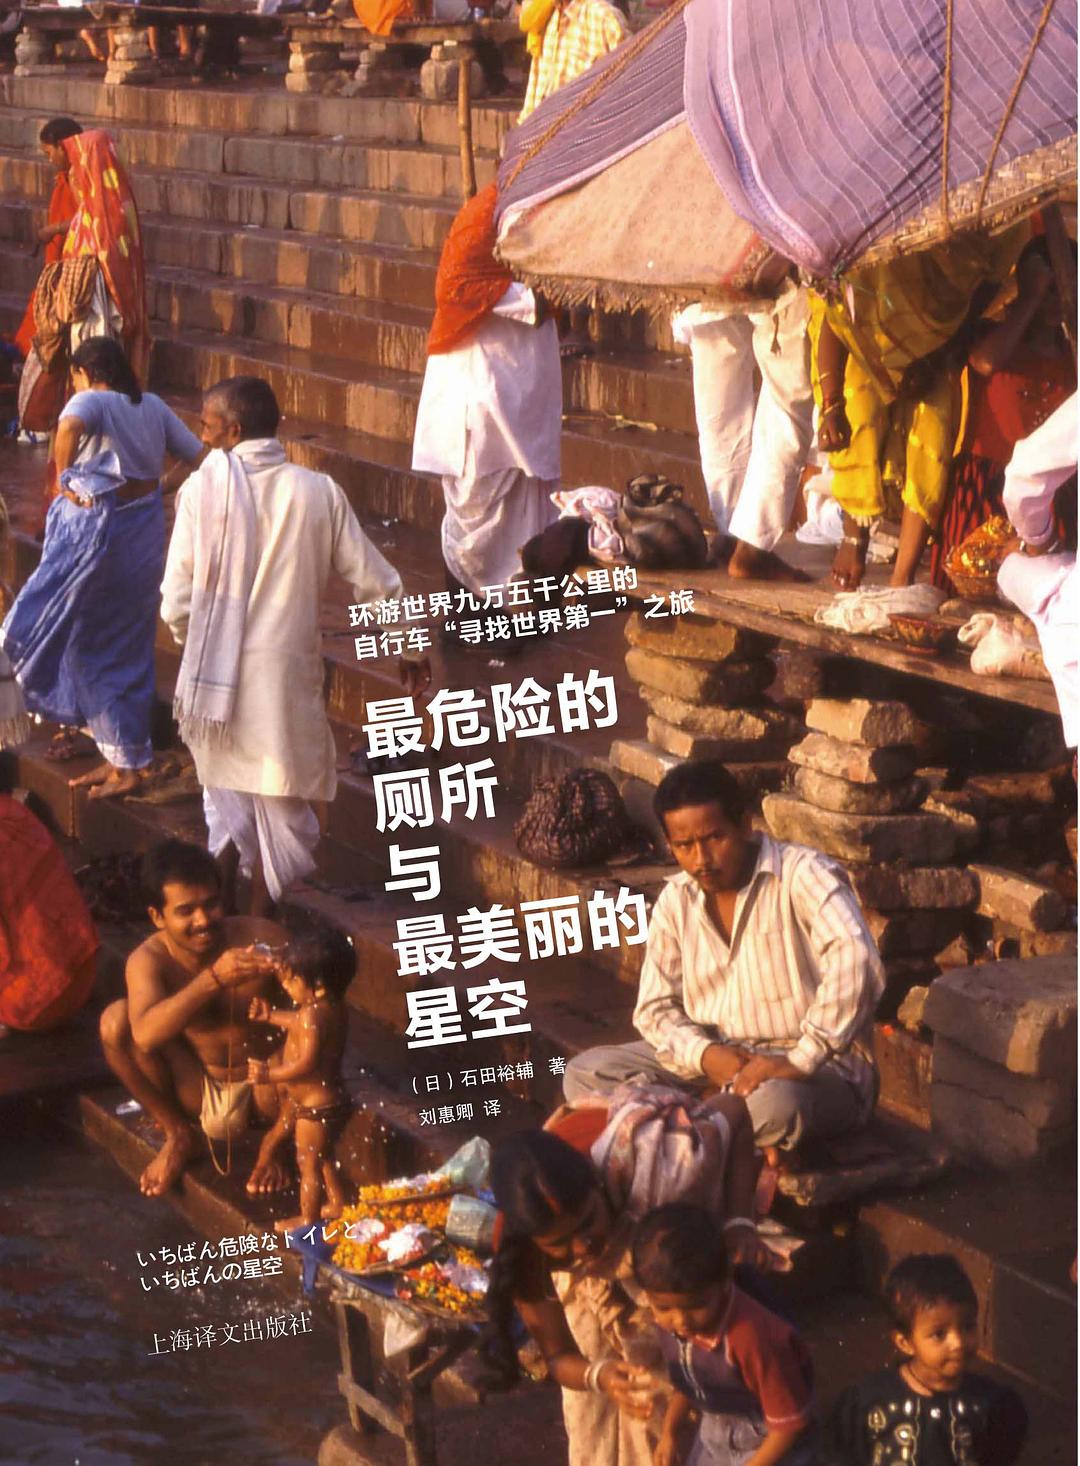 环游世界九万五千公里的
自行车“寻找世界第一”之旅
最危险的
厕所
与
最美丽的
星空
(日)石田裕辅 著
刘惠卿 译
いちばん危険なトイレと
いちばんの星空
上海译文出版社